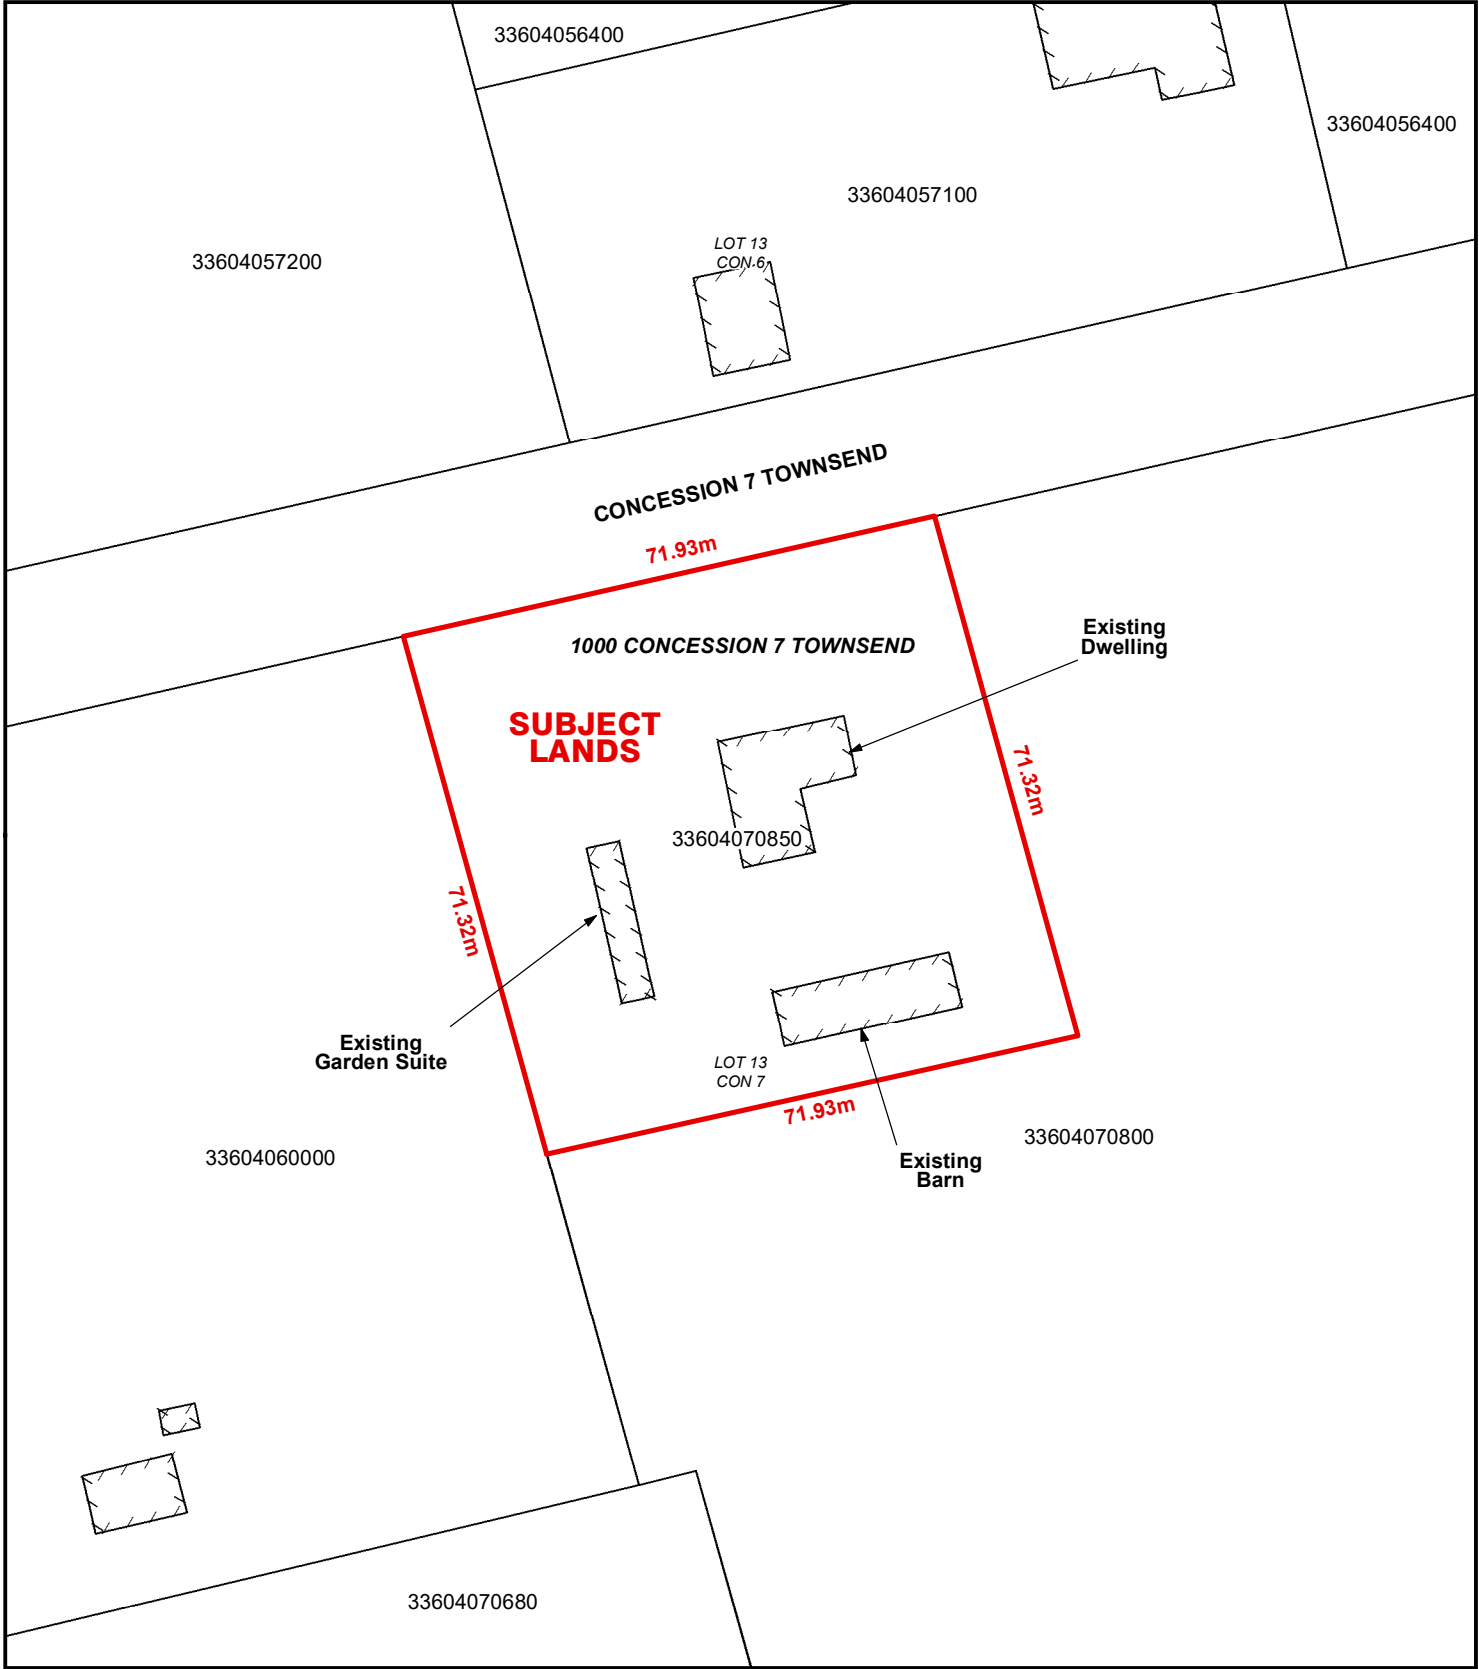 33604056400
33604056400
33604057100
LOT 13
CON 6
33604057200
CONCESSION 7 TOWNSEND
71.93m
1000 CONCESSION 7 TOWNSEND
Existing
Dwelling
SUBJECT
LANDS
71.32m
33604070850
71.32m
Existing
Garden Suite
LOT 13
CON 7
71.93m
33604070800
33604060000
Existing
Barn
33604070680